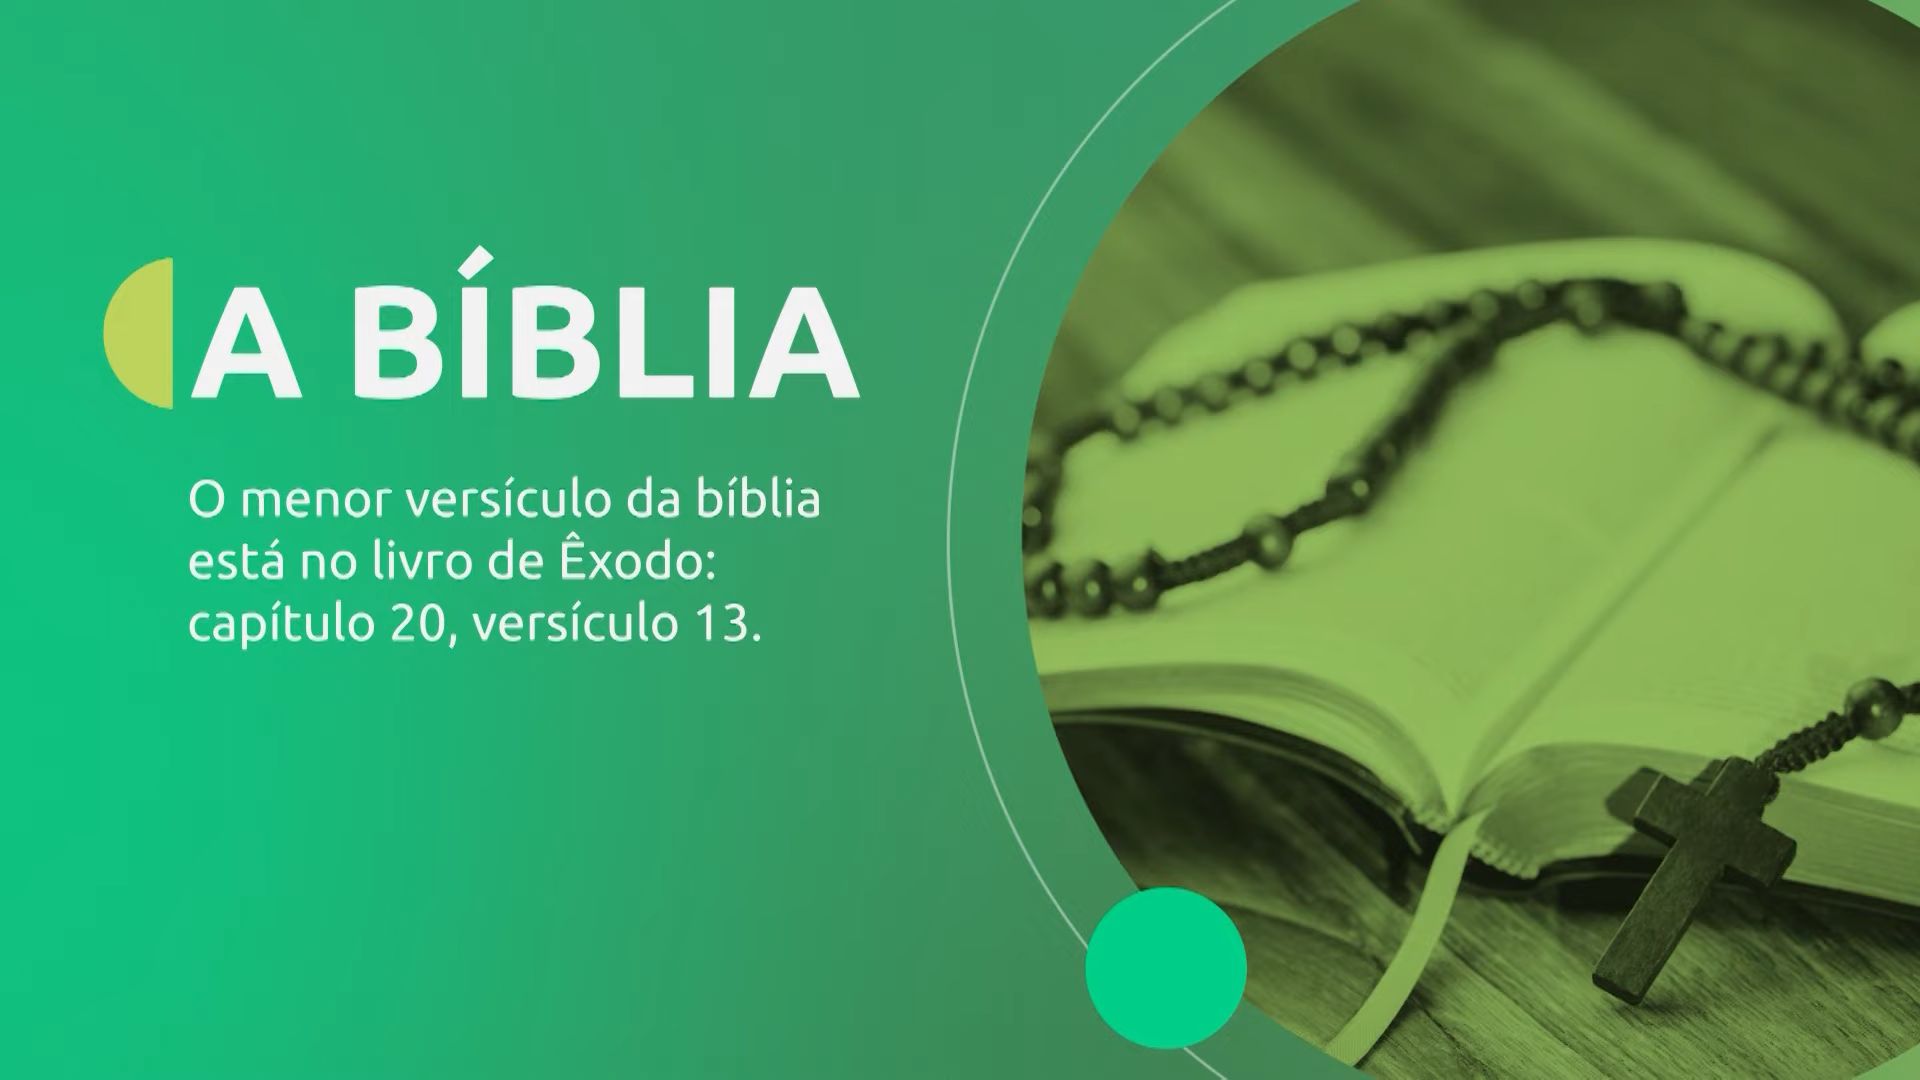 A BÍBLIA
O menor versículo da bíblia
está no livro de Êxodo:
capítulo 20, versículo 13.